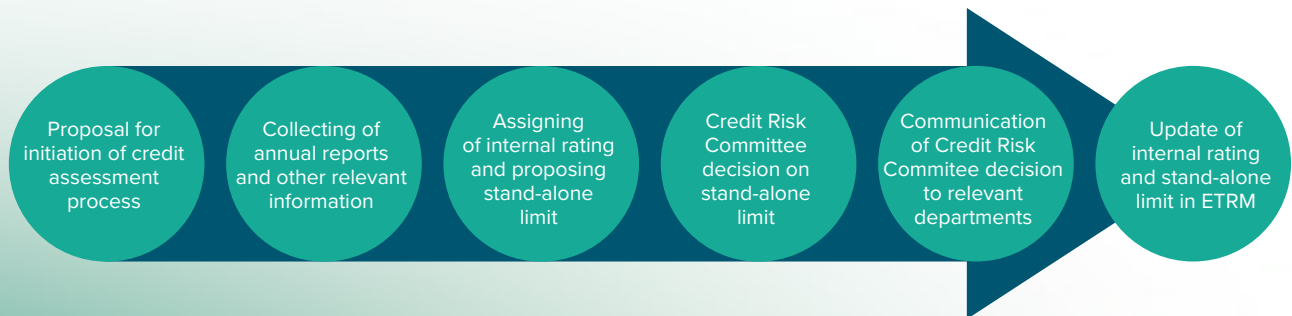 Proposal for
initiation of credit
assessment
process
Collecting of
annual reports
and other relevant
information
Assigning
of internal rating
and proposing
stand-alone
limit
Credit Risk
Committee
decision on
stand-alone
limit
Communication
of Credit Risk
Commitee decision
to relevant
departments
Update of
internal rating
and stand-alone
limit in ETRM